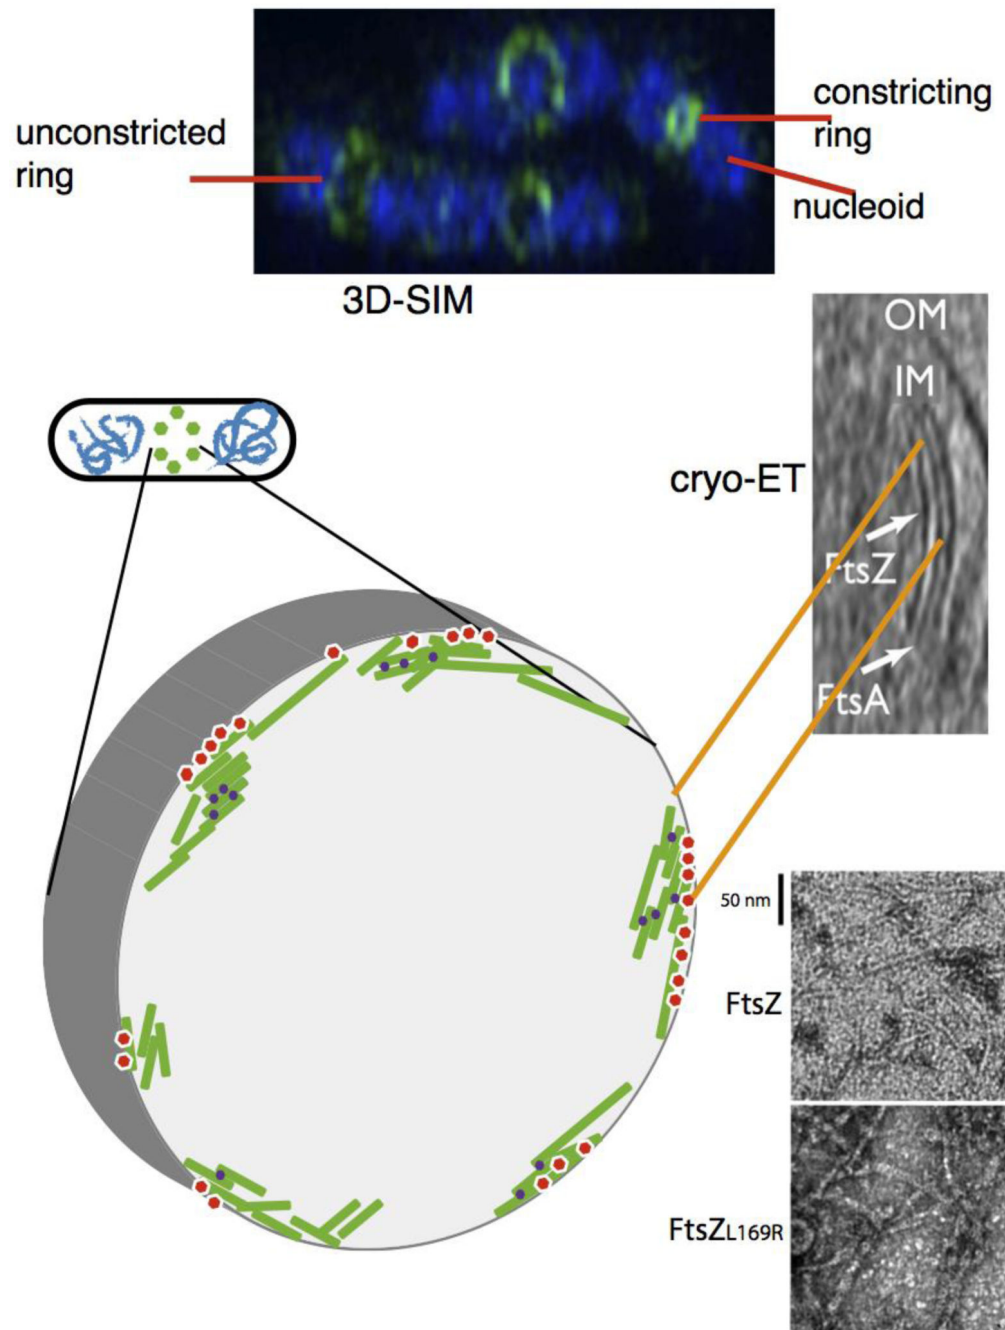 unconstricted
ring
constricting
ring
nucleoid
3D-SIM
OM
IM
cryo-ET
FtsZ
FtsA
50 nm
FtsZ
FtsZL169R